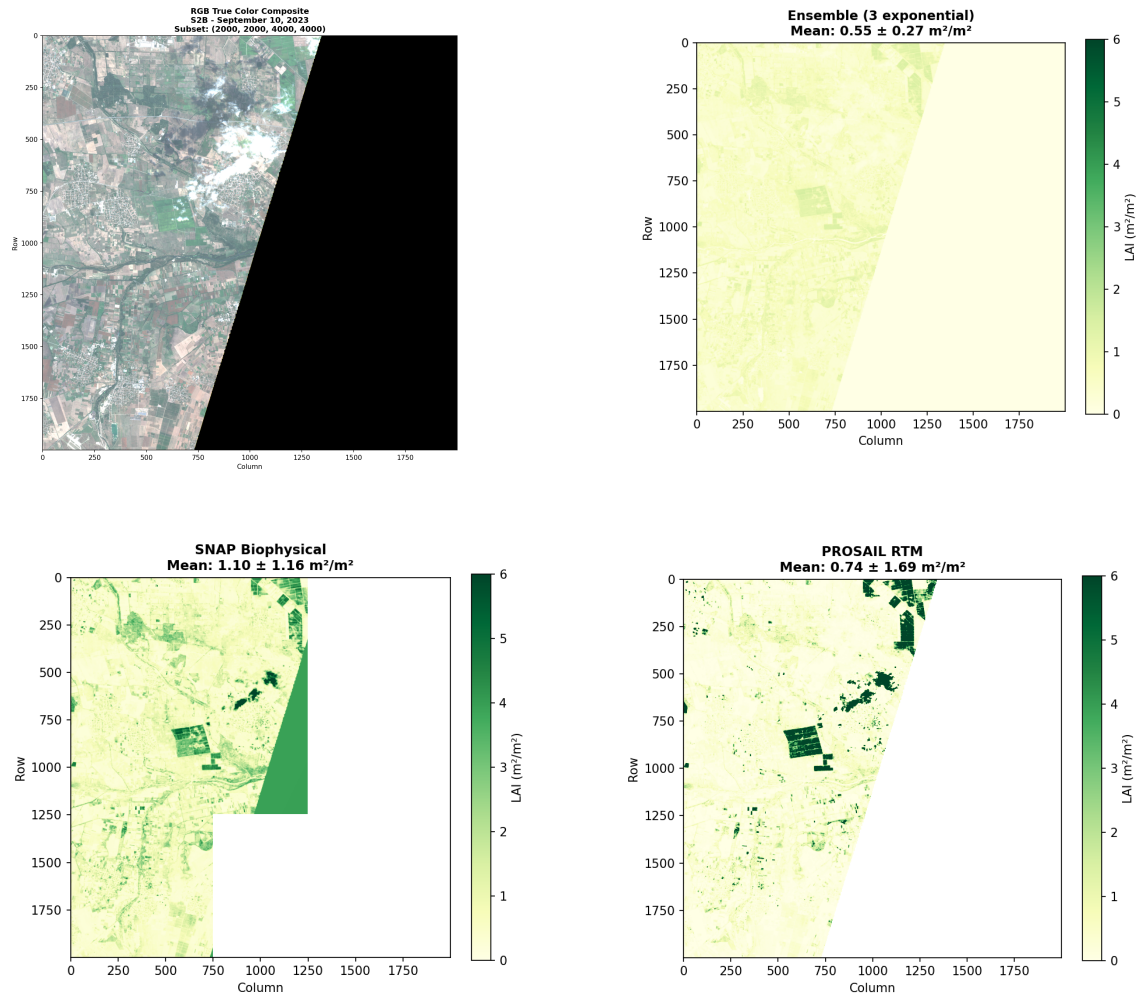 RGB True Color Composite
S2B - September 10, 2023
Subset: (2000, 2000, 4000, 4000)
0
250
500
750
1000
1250
1500
1750
Row
0 250 500 750 1000 1250 1500 1750
Column
Ensemble (3 exponential)
Mean: 0.55 ± 0.27 m²/m²
0
250
500
750
1000
1250
1500
1750
Row
0 250 500 750 1000 1250 1500 1750
Column
6
5
4
3
2
1
0
LAI (m²/m²)
SNAP Biophysical
Mean: 1.10 ± 1.16 m²/m²
0
250
500
750
1000
1250
1500
1750
Row
0 250 500 750 1000 1250 1500 1750
Column
6
5
4
3
2
1
0
LAI (m²/m²)
PROSAIL RTM
Mean: 0.74 ± 1.69 m²/m²
0
250
500
750
1000
1250
1500
1750
Row
0 250 500 750 1000 1250 1500 1750
Column
6
5
4
3
2
1
0
LAI (m²/m²)